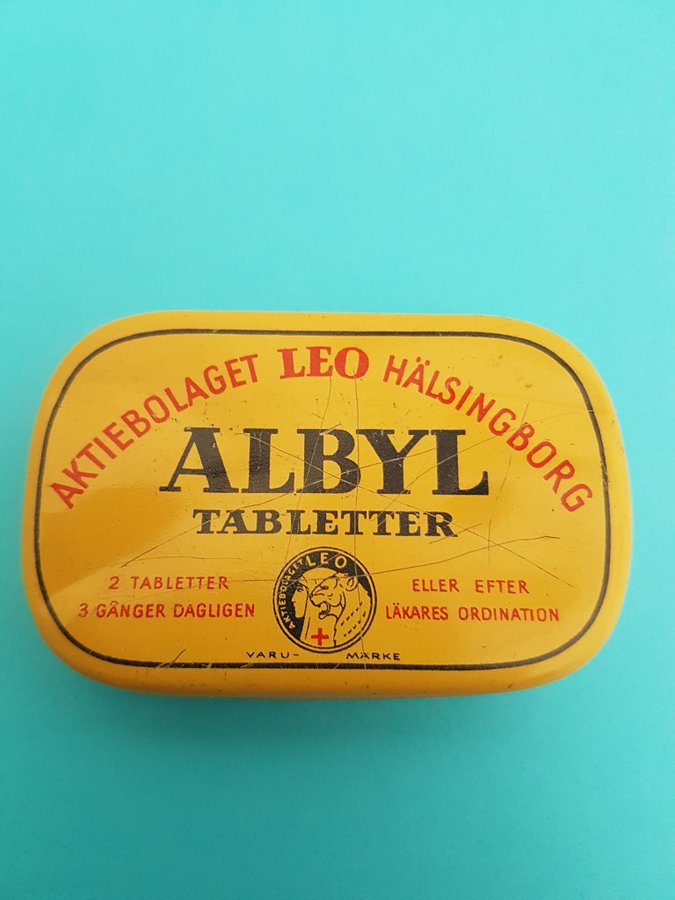 AKTIEBOLAGET LEO HÄLSINGBORG
ALBYL
TABLETTER
2 TABLETTER
3 GÅNGER DAGLIGEN
ELLER EFTER
LÄKARES ORDINATION
AKTIEBOLAGET LEO
VARU- MÄRKE